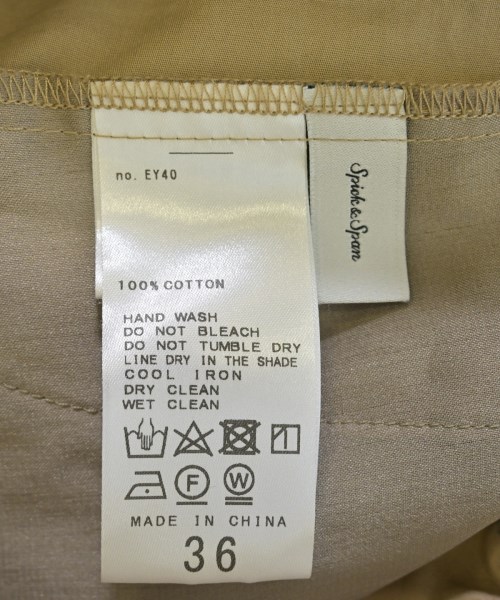 no. EY40
Spick & Span
100% COTTON
HAND WASH
DO NOT BLEACH
DO NOT TUMBLE DRY
LINE DRY IN THE SHADE
COOL IRON
DRY CLEAN
WET CLEAN
F W
MADE IN CHINA
36